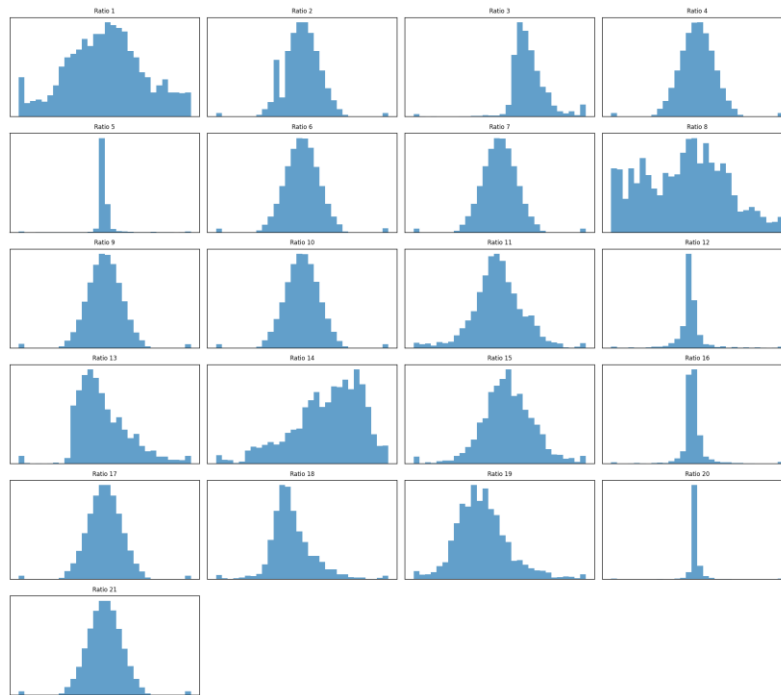 Ratio 1
Ratio 2
Ratio 3
Ratio 4
Ratio 5
Ratio 6
Ratio 7
Ratio 8
Ratio 9
Ratio 10
Ratio 11
Ratio 12
Ratio 13
Ratio 14
Ratio 15
Ratio 16
Ratio 17
Ratio 18
Ratio 19
Ratio 20
Ratio 21